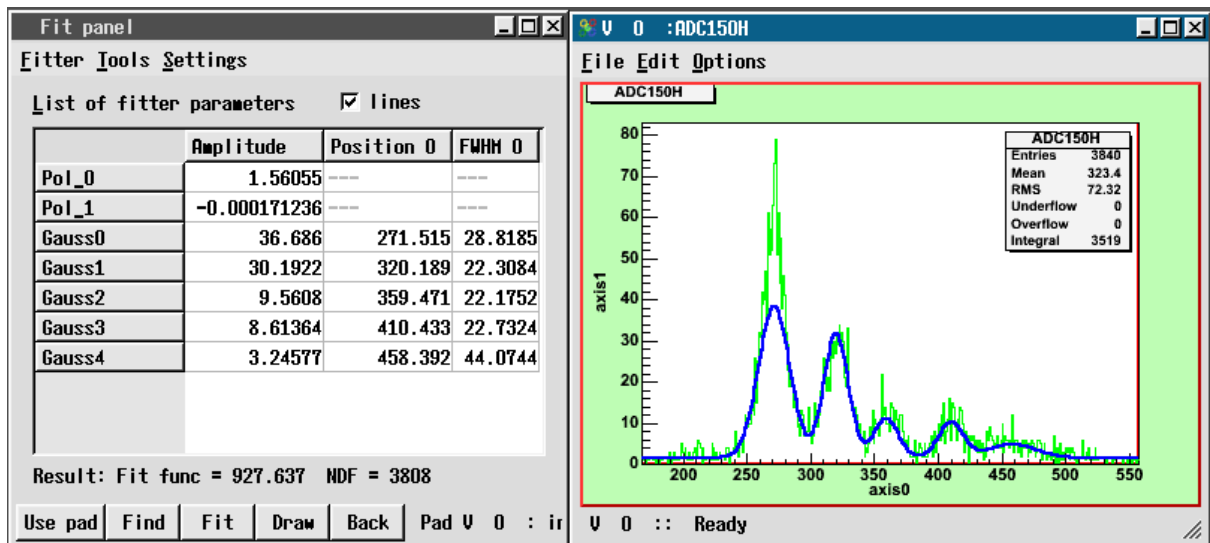 Fit panel
Fitter Tools Settings
List of fitter parameters lines
Amplitude Position 0 FWHM 0
Pol_0 1.56055 --- ---
Pol_1 -0.000171236 --- ---
Gauss0 36.686 271.515 28.8185
Gauss1 30.1922 320.189 22.3084
Gauss2 9.5608 359.471 22.1752
Gauss3 8.61364 410.433 22.7324
Gauss4 3.24577 458.392 44.0744
Result: Fit func = 927.637 NDF = 3808
Use pad Find Fit Draw Back Pad V 0 : in
V 0 :ADC150H
File Edit Options
ADC150H
ADC150H
Entries 3840
Mean 323.4
RMS 72.32
Underflow 0
Overflow 0
Integral 3519
axis1
80
70
60
50
40
30
20
10
0
200 250 300 350 400 450 500 550
axis0
V 0 :: Ready